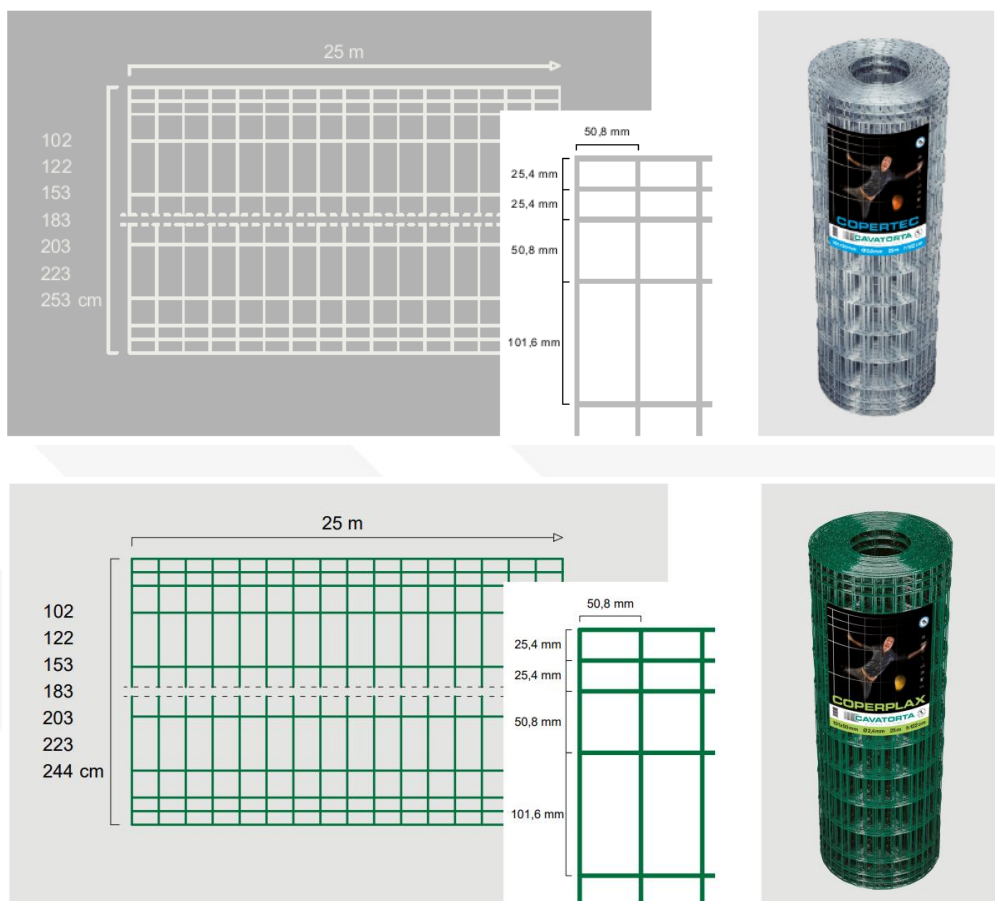 25 m
102
122
153
183
203
223
253 cm
50,8 mm
25,4 mm
25,4 mm
50,8 mm
101,6 mm
COPERTEC
CAVATORTA
25 m
102
122
153
183
203
223
244 cm
50,8 mm
25,4 mm
25,4 mm
50,8 mm
101,6 mm
COPERPLAX
CAVATORTA